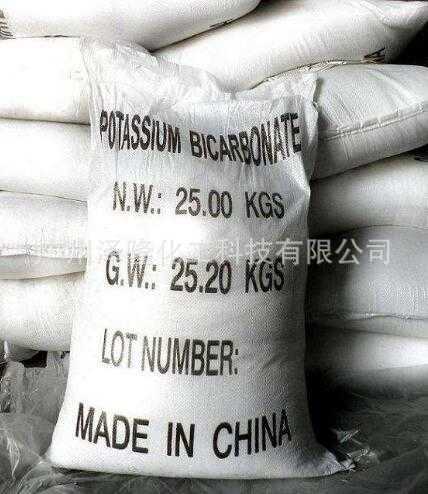 POTASSIUM BICARBONATE
N.W.: 25.00 KGS
泽隆化工科技有限公司
G.W.: 25.20 KGS
LOT NUMBER:
MADE IN CHINA